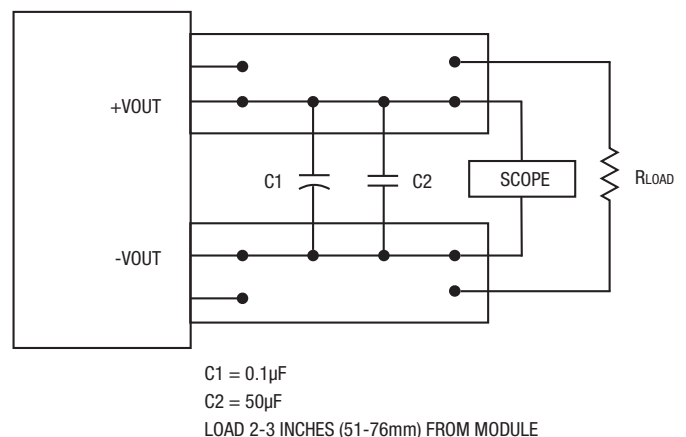 +VOUT
C1
C2
SCOPE
RLOAD
-VOUT
C1 = 0.1µF
C2 = 50µF
LOAD 2-3 INCHES (51-76mm) FROM MODULE